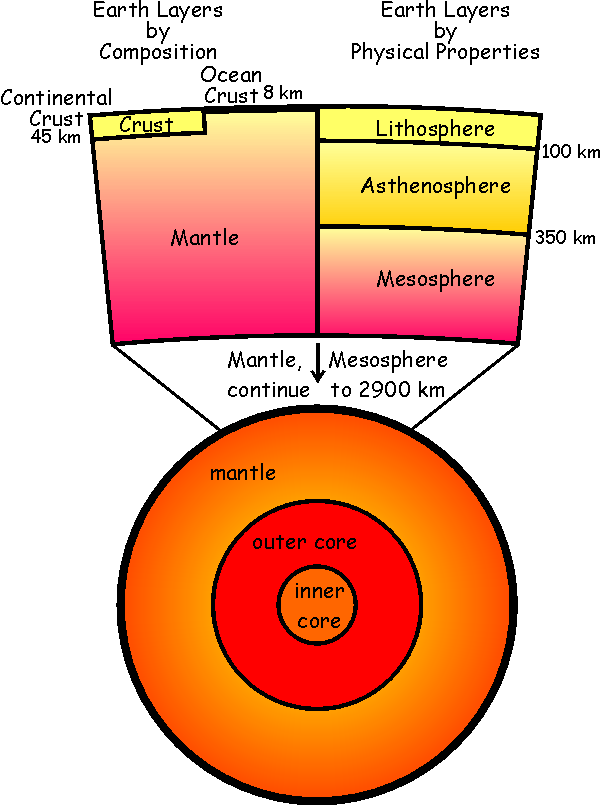 Earth Layers
by
Composition
Earth Layers
by
Physical Properties
Ocean
Crust 8 km
Continental
Crust
45 km
Crust
Lithosphere
100 km
Asthenosphere
350 km
Mantle
Mesosphere
Mantle, Mesosphere
continue to 2900 km
mantle
outer core
inner
core